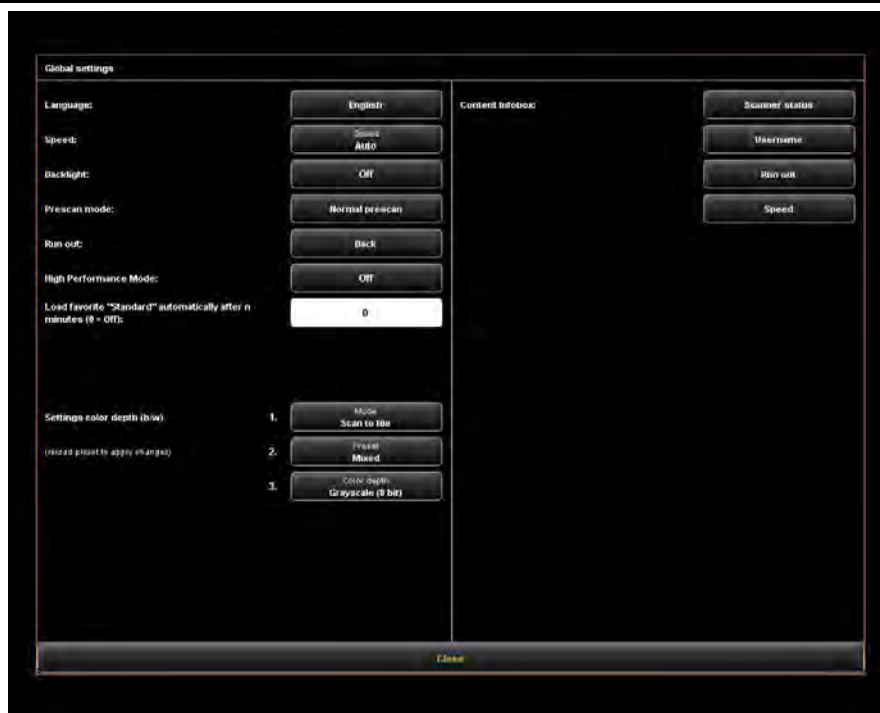 Global settings
Language:
English
Speed:
Speed
Auto
Backlight:
Off
Prescan mode:
Normal prescan
Run out:
Back
High Performance Mode:
Off
Load favorite "Standard" automatically after n
minutes (0 = Off):
0
Settings color depth (b/w)
1.
Mode
Scan to file
(reload preset to apply changes)
2.
Preset
Mixed
3.
Color depth
Grayscale (8 bit)
Content Infobox:
Scanner status
Username
Run out
Speed
Close